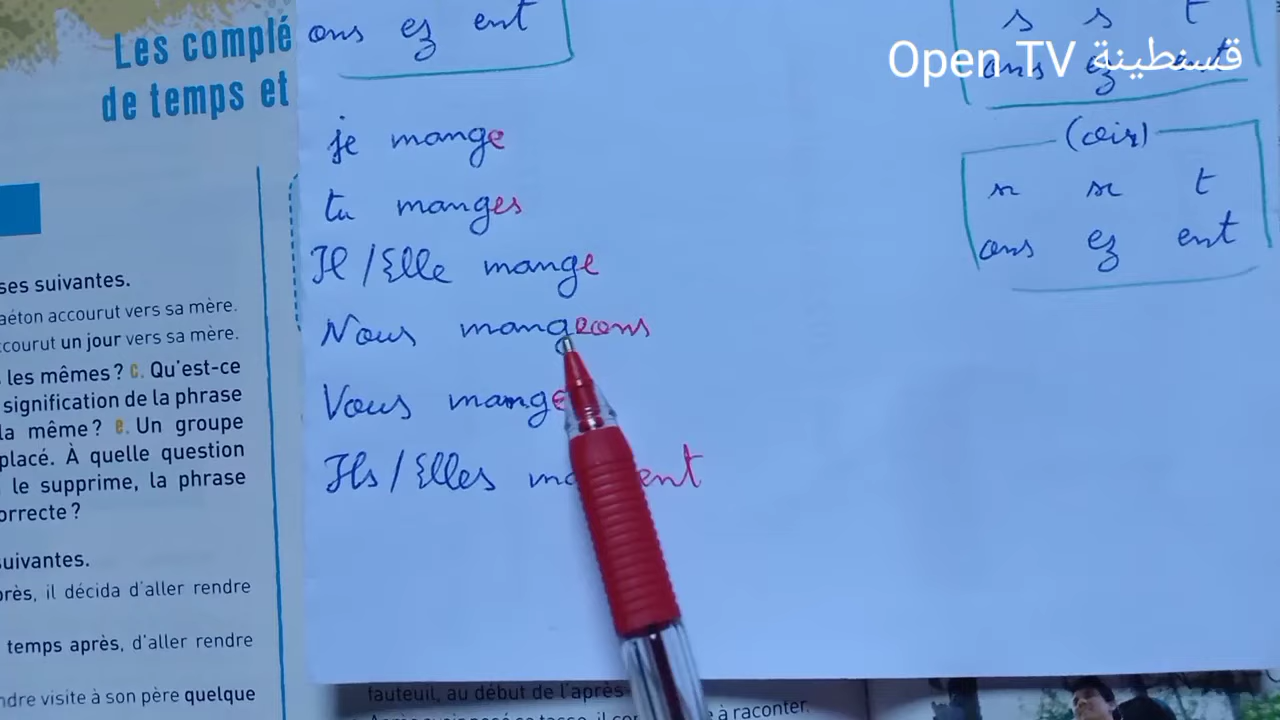 Les complé
de temps et
ses suivantes.
aéton accourut vers sa mère.
ccourut un jour vers sa mère.
les mêmes ? c. Qu'est-ce
signification de la phrase
la même ? e. Un groupe
placé. À quelle question
le supprime, la phrase
orrecte ?
suivantes.
près, il décida d'aller rendre
temps après, d'aller rendre
ndre visite à son père quelque
ons ez ent
je mange
tu manges
Il / Elle mange
Nous mangeons
Vous mange
Ils / Elles ent
s s t
ons ez ent
(oir)
x x t
ons ez ent
Open TV قسنطينة
fauteuil, au début de l'après-
à raconter.